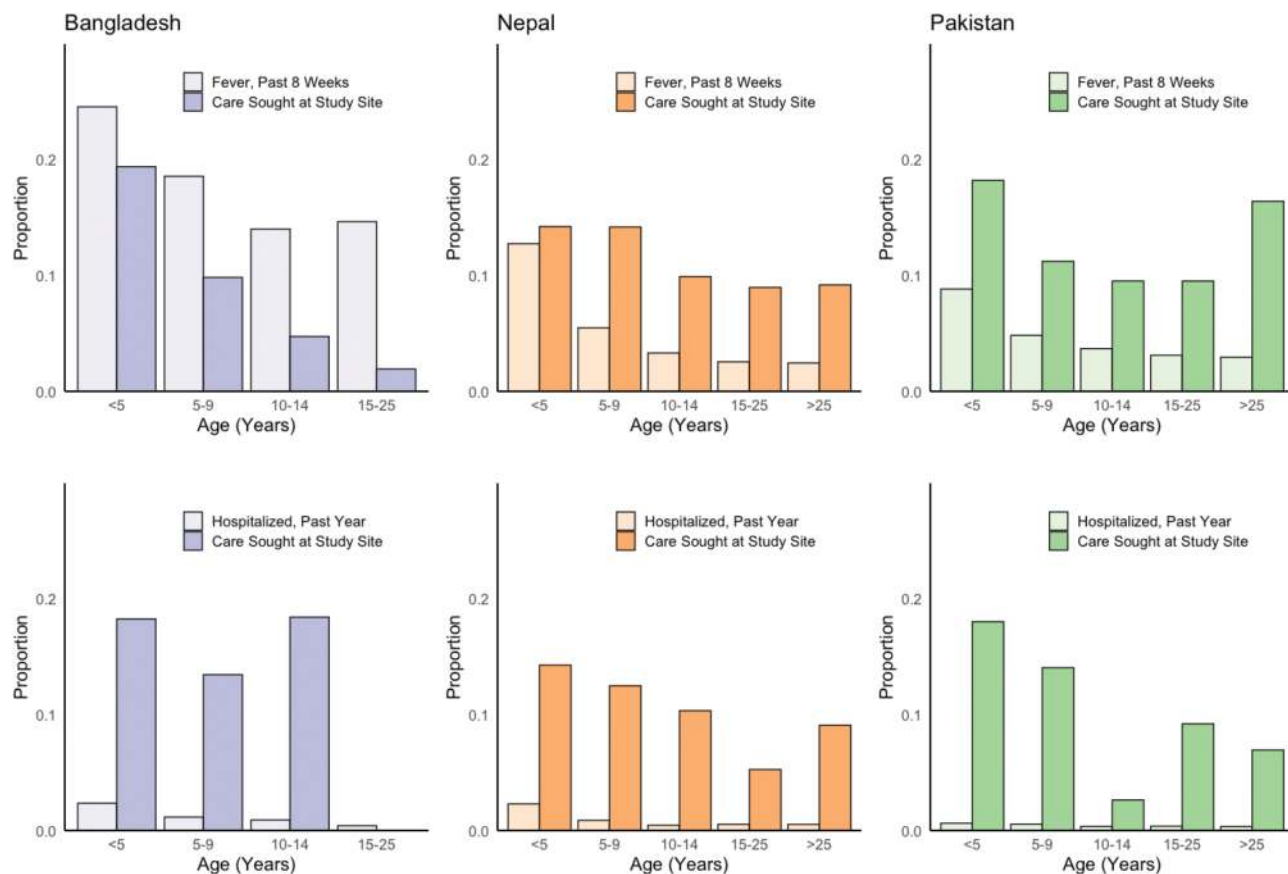 Bangladesh
Fever, Past 8 Weeks
Care Sought at Study Site
Proportion
0.2
0.1
0.0
<5 5-9 10-14 15-25
Age (Years)
Nepal
Fever, Past 8 Weeks
Care Sought at Study Site
Proportion
0.2
0.1
0.0
<5 5-9 10-14 15-25 >25
Age (Years)
Pakistan
Fever, Past 8 Weeks
Care Sought at Study Site
Proportion
0.2
0.1
0.0
<5 5-9 10-14 15-25 >25
Age (Years)
Hospitalized, Past Year
Care Sought at Study Site
Proportion
0.2
0.1
0.0
<5 5-9 10-14 15-25
Age (Years)
Hospitalized, Past Year
Care Sought at Study Site
Proportion
0.2
0.1
0.0
<5 5-9 10-14 15-25 >25
Age (Years)
Hospitalized, Past Year
Care Sought at Study Site
Proportion
0.2
0.1
0.0
<5 5-9 10-14 15-25 >25
Age (Years)